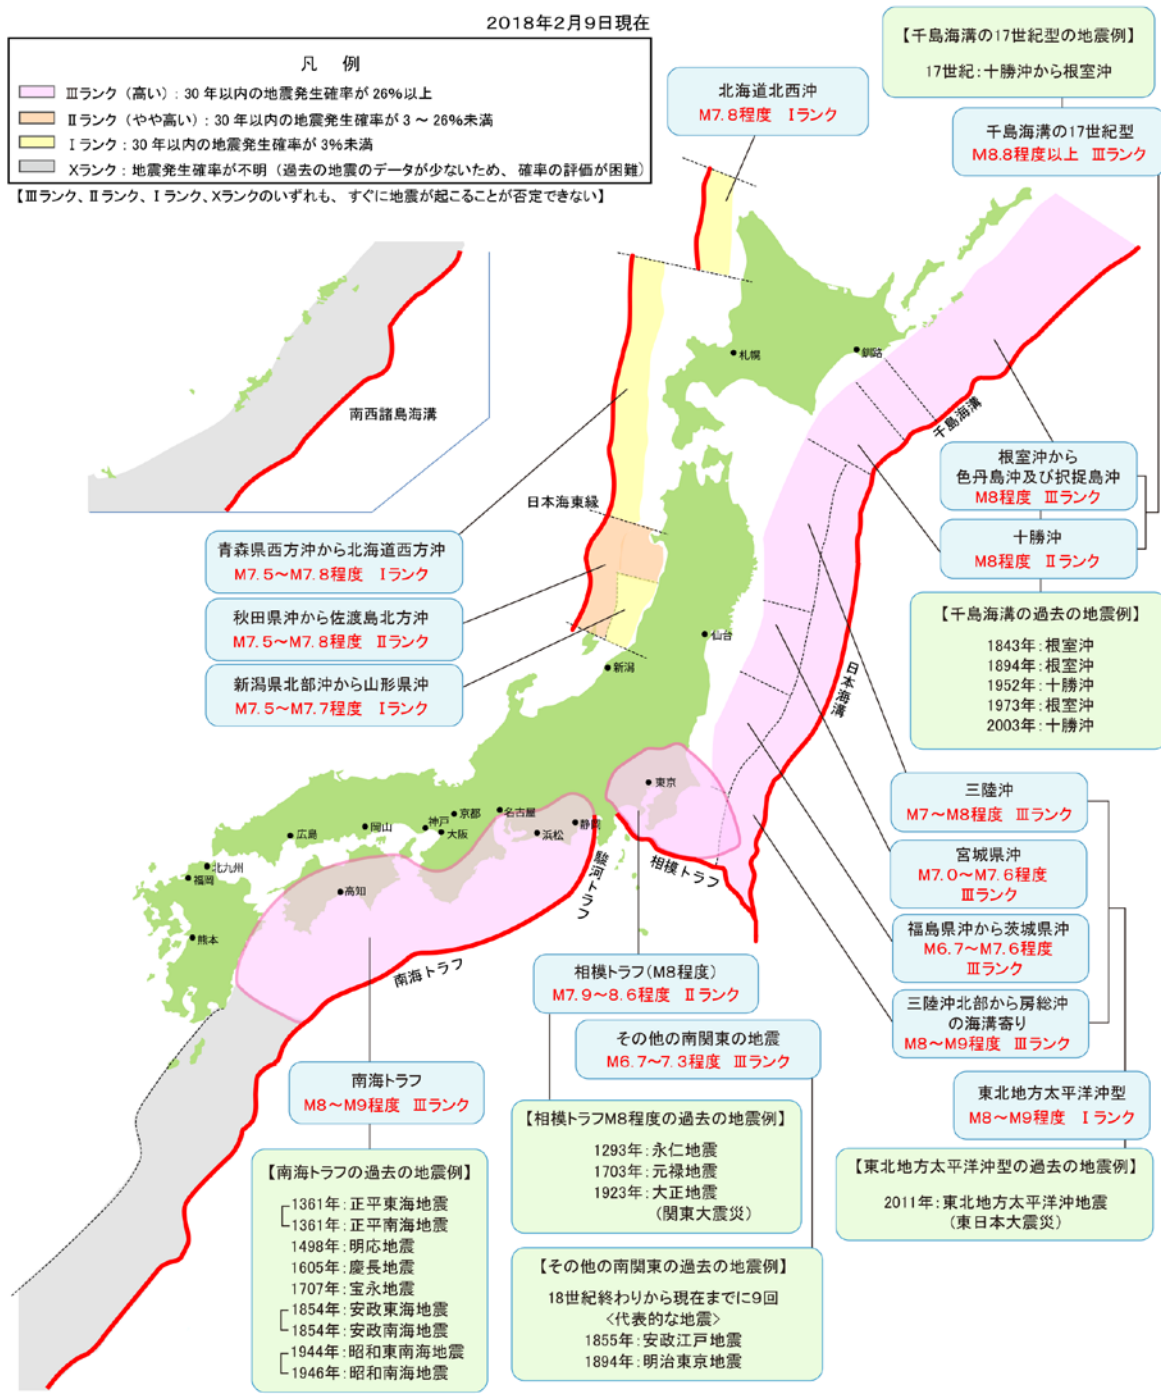 2018年2月9日現在
凡 例
Ⅲランク（高い）：30年以内の地震発生確率が26%以上
Ⅱランク（やや高い）：30年以内の地震発生確率が3～26%未満
Ⅰランク：30年以内の地震発生確率が3%未満
Xランク：地震発生確率が不明（過去の地震のデータが少ないため、確率の評価が困難）
【Ⅲランク、Ⅱランク、Ⅰランク、Xランクのいずれも、すぐに地震が起こることが否定できない】
北海道北西沖
M7.8程度 Ⅰランク
【千島海溝の17世紀型の地震例】
17世紀：十勝沖から根室沖
千島海溝の17世紀型
M8.8程度以上 Ⅲランク
札幌
釧路
千島海溝
南西諸島海溝
日本海東縁
根室沖から
色丹島沖及び択捉島沖
M8程度 Ⅲランク
十勝沖
M8程度 Ⅱランク
青森県西方沖から北海道西方沖
M7.5～M7.8程度 Ⅰランク
秋田県沖から佐渡島北方沖
M7.5～M7.8程度 Ⅱランク
新潟県北部沖から山形県沖
M7.5～M7.7程度 Ⅰランク
【千島海溝の過去の地震例】
1843年：根室沖
1894年：根室沖
1952年：十勝沖
1973年：根室沖
2003年：十勝沖
仙台
新潟
日本海溝
東京
三陸沖
M7～M8程度 Ⅲランク
宮城県沖
M7.0～M7.6程度
Ⅲランク
福島県沖から茨城県沖
M6.7～M7.6程度
Ⅲランク
三陸沖北部から房総沖
の海溝寄り
M8～M9程度 Ⅲランク
東北地方太平洋沖型
M8～M9程度 Ⅰランク
【東北地方太平洋沖型の過去の地震例】
2011年：東北地方太平洋沖地震
（東日本大震災）
名古屋
京都
神戸
大阪
岡山
広島
浜松
静岡
北九州
福岡
高知
熊本
駿河トラフ
相模トラフ
南海トラフ
相模トラフ（M8程度）
M7.9～8.6程度 Ⅱランク
その他の南関東の地震
M6.7～7.3程度 Ⅲランク
南海トラフ
M8～M9程度 Ⅲランク
【相模トラフM8程度の過去の地震例】
1293年：永仁地震
1703年：元禄地震
1923年：大正地震
（関東大震災）
【南海トラフの過去の地震例】
1361年：正平東海地震
1361年：正平南海地震
1498年：明応地震
1605年：慶長地震
1707年：宝永地震
1854年：安政東海地震
1854年：安政南海地震
1944年：昭和東南海地震
1946年：昭和南海地震
【その他の南関東の過去の地震例】
18世紀終わりから現在までに9回
<代表的な地震>
1855年：安政江戸地震
1894年：明治東京地震